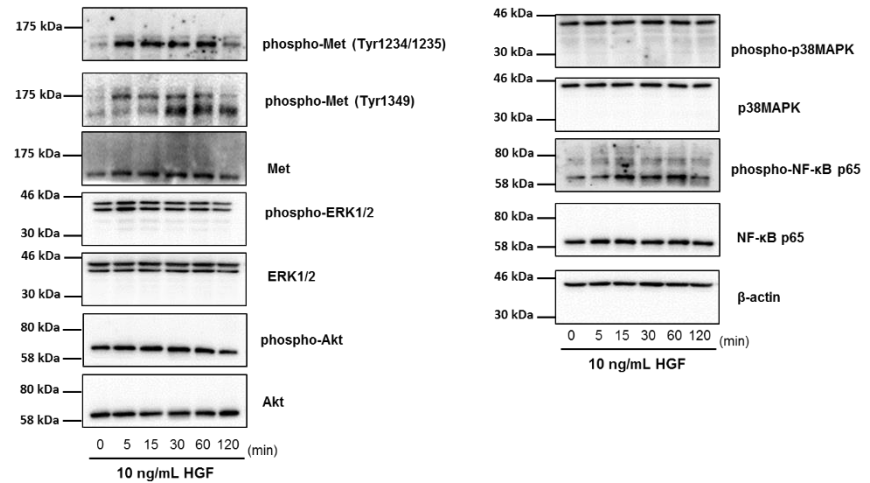 175 kDa
phospho-Met (Tyr1234/1235)
175 kDa
phospho-Met (Tyr1349)
175 kDa
Met
46 kDa
phospho-ERK1/2
30 kDa
46 kDa
ERK1/2
30 kDa
80 kDa
phospho-Akt
58 kDa
80 kDa
Akt
58 kDa
0 5 15 30 60 120 (min)
10 ng/mL HGF
46 kDa
phospho-p38MAPK
30 kDa
46 kDa
p38MAPK
30 kDa
80 kDa
phospho-NF-κB p65
58 kDa
80 kDa
NF-κB p65
58 kDa
46 kDa
β-actin
30 kDa
0 5 15 30 60 120 (min)
10 ng/mL HGF